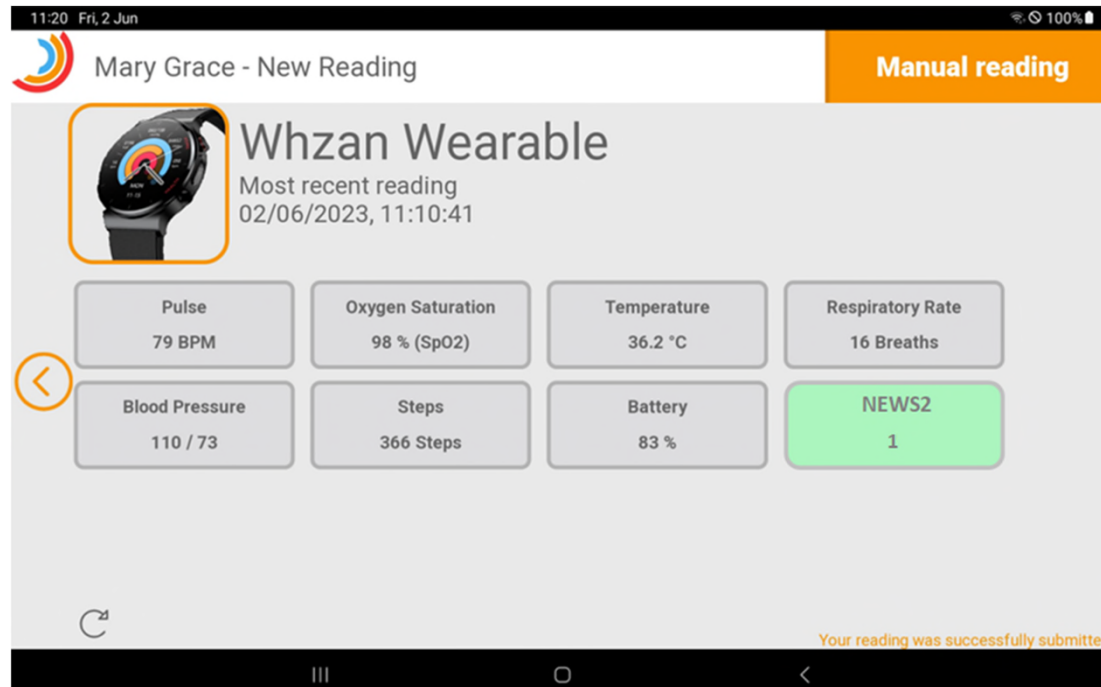 11:20 Fri, 2 Jun 100%
Mary Grace - New Reading
Manual reading
Whzan Wearable
Most recent reading
02/06/2023, 11:10:41
Pulse
79 BPM
Oxygen Saturation
98 % (SpO2)
Temperature
36.2 °C
Respiratory Rate
16 Breaths
Blood Pressure
110 / 73
Steps
366 Steps
Battery
83 %
NEWS2
1
Your reading was successfully submitte